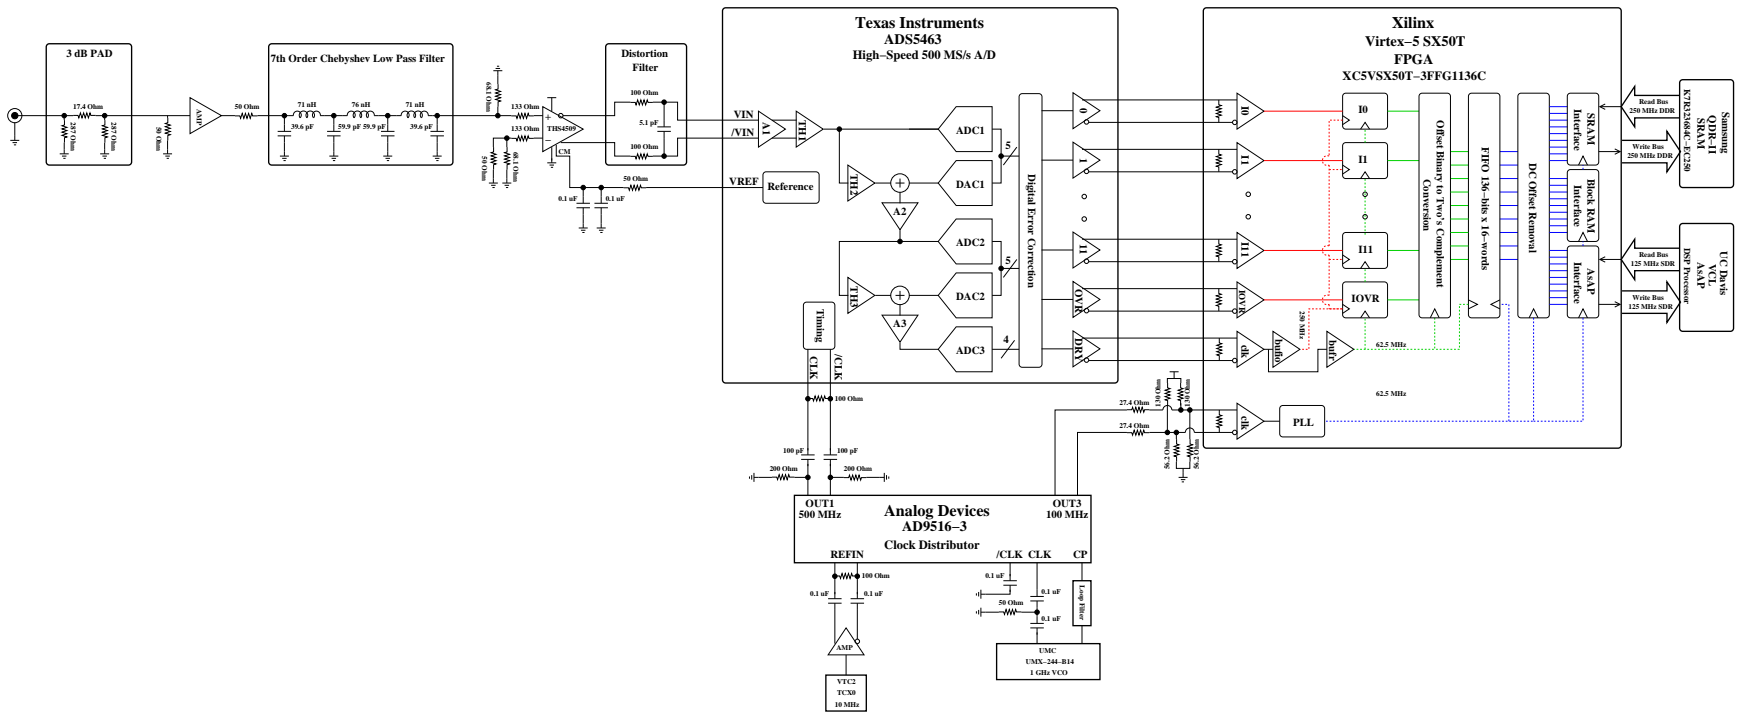 3 dB PAD
17.4 Ohm
287 Ohm
287 Ohm
50 Ohm
AMP
50 Ohm
7th Order Chebyshev Low Pass Filter
71 nH
76 nH
71 nH
39.6 pF
59.9 pF
59.9 pF
39.6 pF
68.1 Ohm
133 Ohm
133 Ohm
50 Ohm
68.1 Ohm
+
−
THS4509
CM
Distortion
Filter
100 Ohm
5.1 pF
100 Ohm
50 Ohm
0.1 uF
0.1 uF
Texas Instruments
ADS5463
High−Speed 500 MS/s A/D
VIN
/VIN
VREF
Reference
A1
TH1
TH2
TH3
A2
A3
ADC1
DAC1
ADC2
DAC2
ADC3
5
5
4
Digital Error Correction
0
1
11
OVR
DRY
Timing
CLK
/CLK
100 Ohm
100 pF
100 pF
200 Ohm
200 Ohm
Xilinx
Virtex−5 SX50T
FPGA
XC5VSX50T−3FFG1136C
I0
I1
I11
IOVR
clk
clk
bufio
bufr
250 MHz
62.5 MHz
62.5 MHz
PLL
I0
I1
I11
IOVR
Offset Binary to Two's Complement
Conversion
FIFO 136−bits x 16−words
DC Offset Removal
SRAM
Interface
Block RAM
Interface
AsAP
Interface
Read Bus
250 MHz DDR
Write Bus
250 MHz DDR
Samsung
QDR−II
SRAM
K7R323684C−EC250
Read Bus
125 MHz SDR
Write Bus
125 MHz SDR
UC Davis
VCL
AsAP
DSP Processor
27.4 Ohm
27.4 Ohm
130 Ohm
130 Ohm
56.2 Ohm
56.2 Ohm
OUT1
500 MHz
OUT3
100 MHz
Analog Devices
AD9516−3
Clock Distributor
REFIN
/CLK
CLK
CP
100 Ohm
0.1 uF
0.1 uF
AMP
VTC2
TCX0
10 MHz
0.1 uF
50 Ohm
0.1 uF
0.1 uF
Loop Filter
UMC
UMX−244−B14
1 GHz VCO